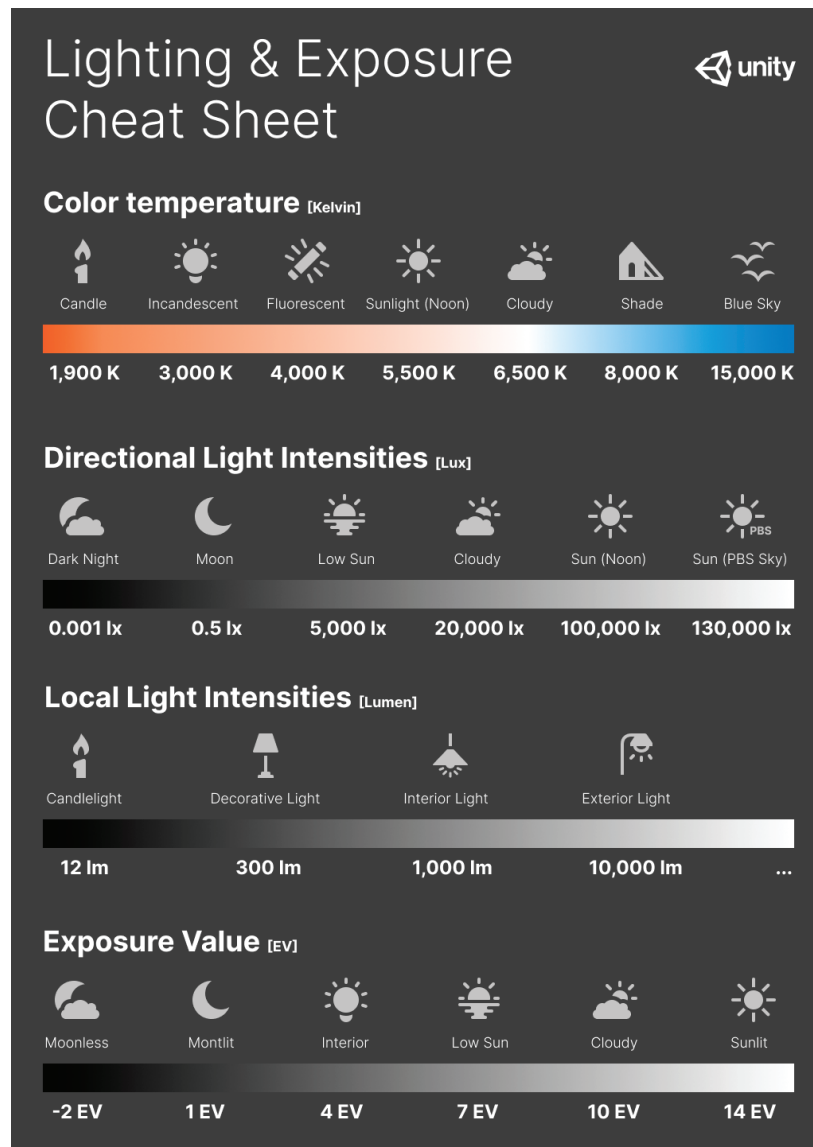 Lighting & Exposure
Cheat Sheet
unity
Color temperature [Kelvin]
Candle Incandescent Fluorescent Sunlight (Noon) Cloudy Shade Blue Sky
1,900 K 3,000 K 4,000 K 5,500 K 6,500 K 8,000 K 15,000 K
Directional Light Intensities [Lux]
PBS
Dark Night Moon Low Sun Cloudy Sun (Noon) Sun (PBS Sky)
0.001 lx 0.5 lx 5,000 lx 20,000 lx 100,000 lx 130,000 lx
Local Light Intensities [Lumen]
Candlelight Decorative Light Interior Light Exterior Light
12 lm 300 lm 1,000 lm 10,000 lm ...
Exposure Value [EV]
Moonless Montlit Interior Low Sun Cloudy Sunlit
-2 EV 1 EV 4 EV 7 EV 10 EV 14 EV